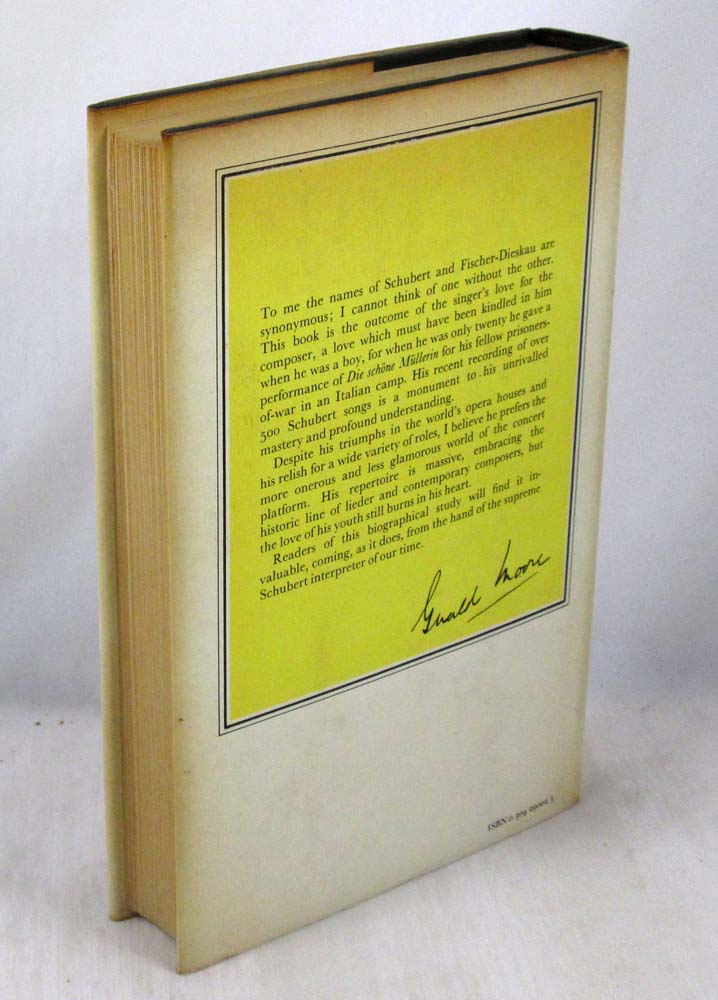 To me the names of Schubert and Fischer-Dieskau are
synonymous; I cannot think of one without the other.
This book is the outcome of the singer's love for the
composer, a love which must have been kindled in him
when he was a boy, for when he was only twenty he gave a
performance of Die schöne Müllerin for his fellow prisoners-
of-war in an Italian camp. His recent recording of over
500 Schubert songs is a monument to his unrivalled
mastery and profound understanding.
Despite his triumphs in the world's opera houses and
his relish for a wide variety of roles, I believe he prefers the
more onerous and less glamorous world of the concert
platform. His repertoire is massive, embracing the
historic line of lieder and contemporary composers, but
the love of his youth still burns in his heart.
Readers of this biographical study will find it in-
valuable, coming, as it does, from the hand of the supreme
Schubert interpreter of our time.
Gerald Moore
ISBN 0 304 29002 5